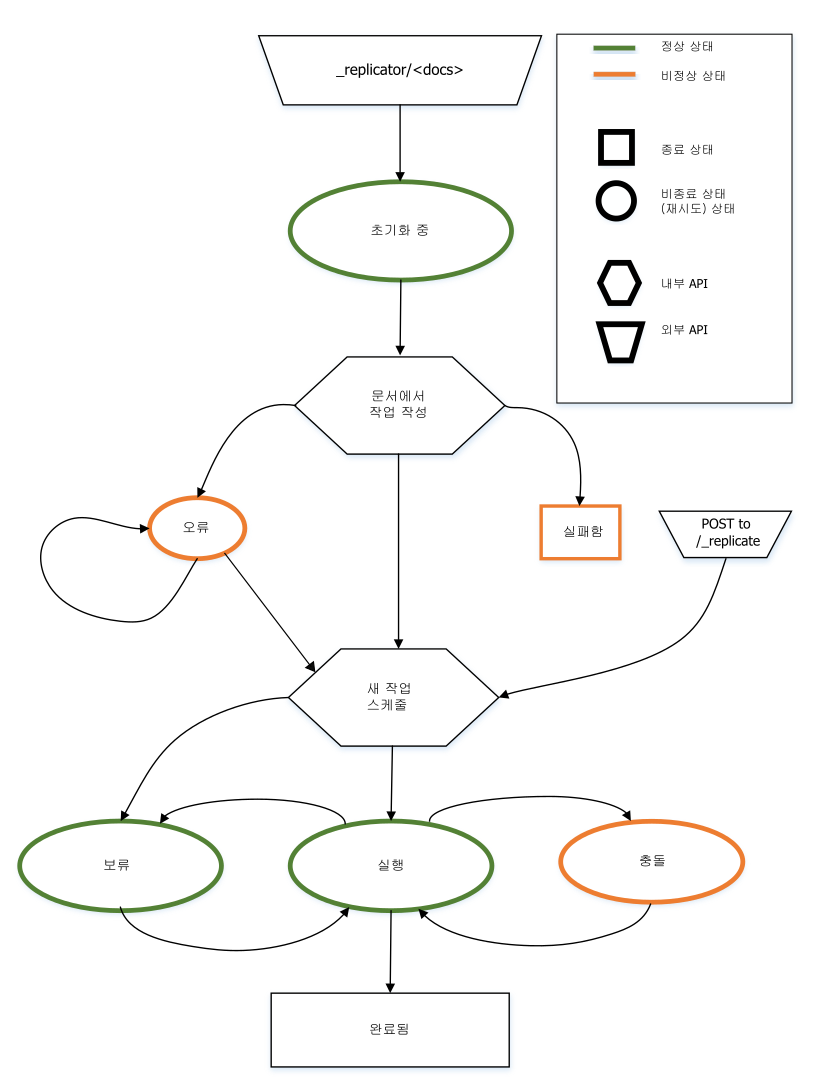 _replicator/<docs>
정상 상태
비정상 상태
종료 상태
비종료 상태
(재시도) 상태
내부 API
외부 API
초기화 중
문서에서
작업 작성
오류
실패함
POST to
/_replicate
새 작업
스케줄
보류
실행
충돌
완료됨